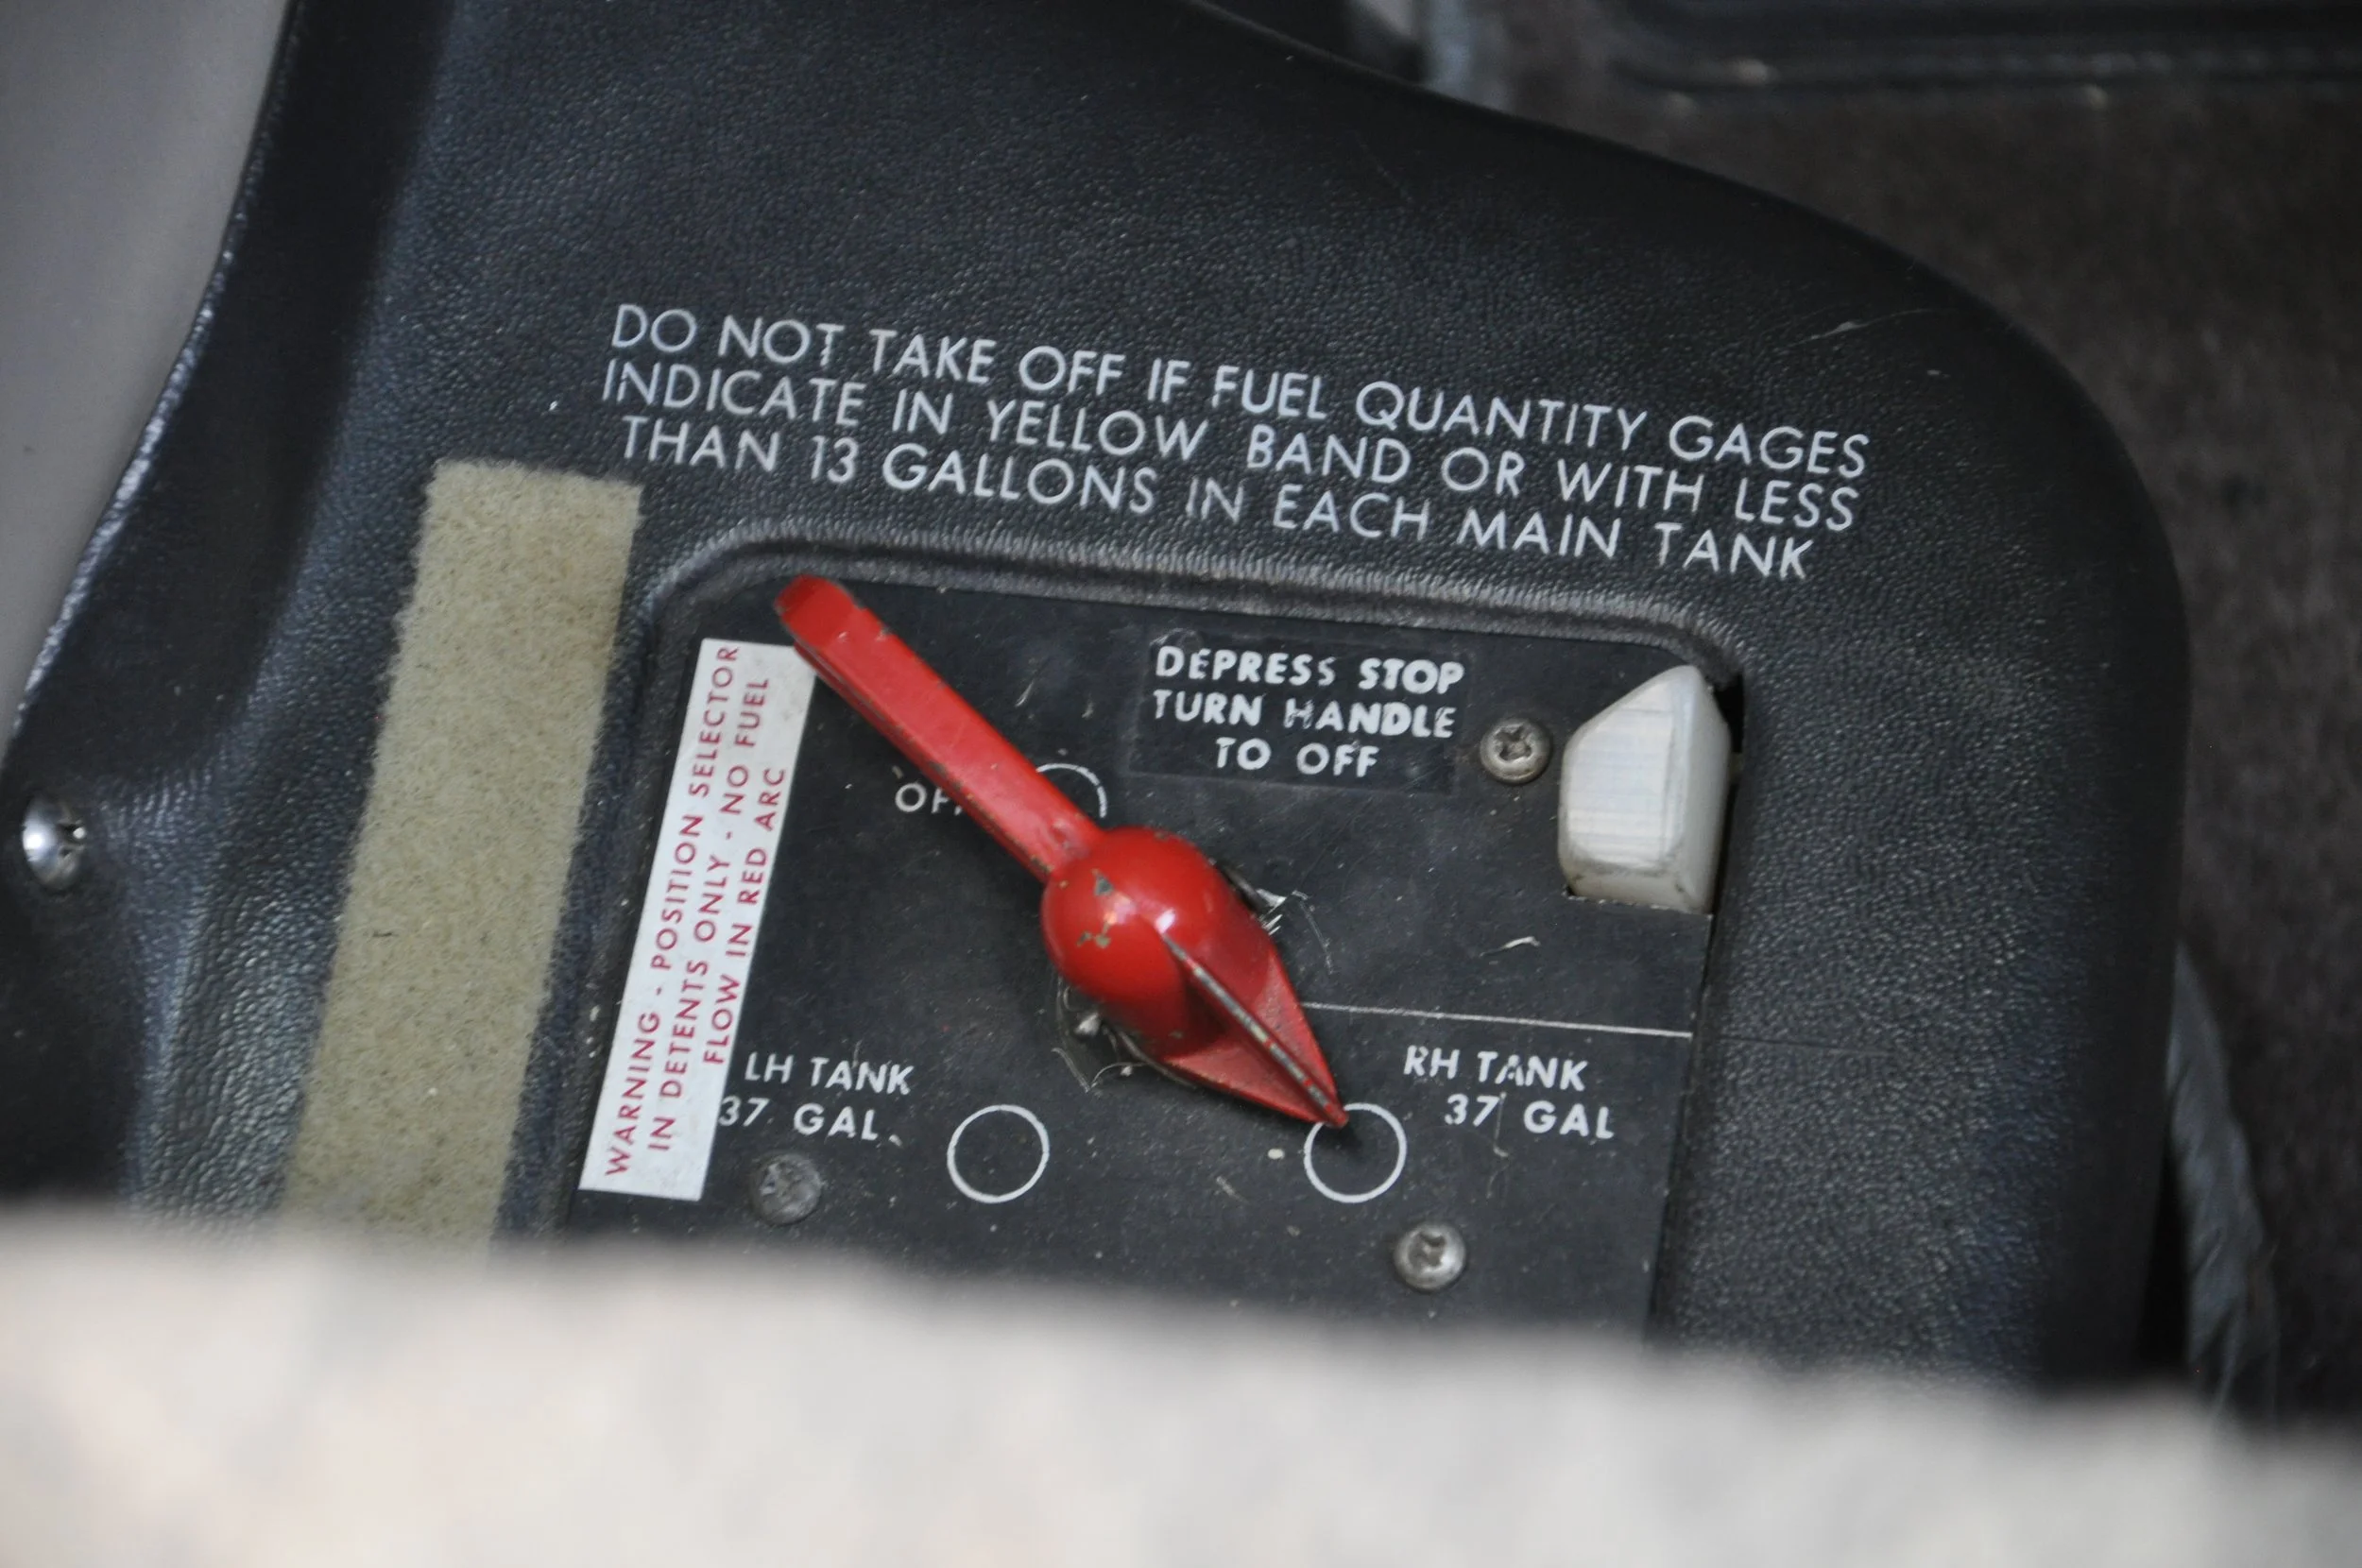 DO NOT TAKE OFF IF FUEL QUANTITY GAGES
INDICATE IN YELLOW BAND OR WITH LESS
THAN 13 GALLONS IN EACH MAIN TANK
DEPRESS STOP
TURN HANDLE
TO OFF
WARNING - POSITION SELECTOR
IN DETENTS ONLY - NO FUEL
FLOW IN RED ARC
LH TANK
37 GAL.
RH TANK
37 GAL